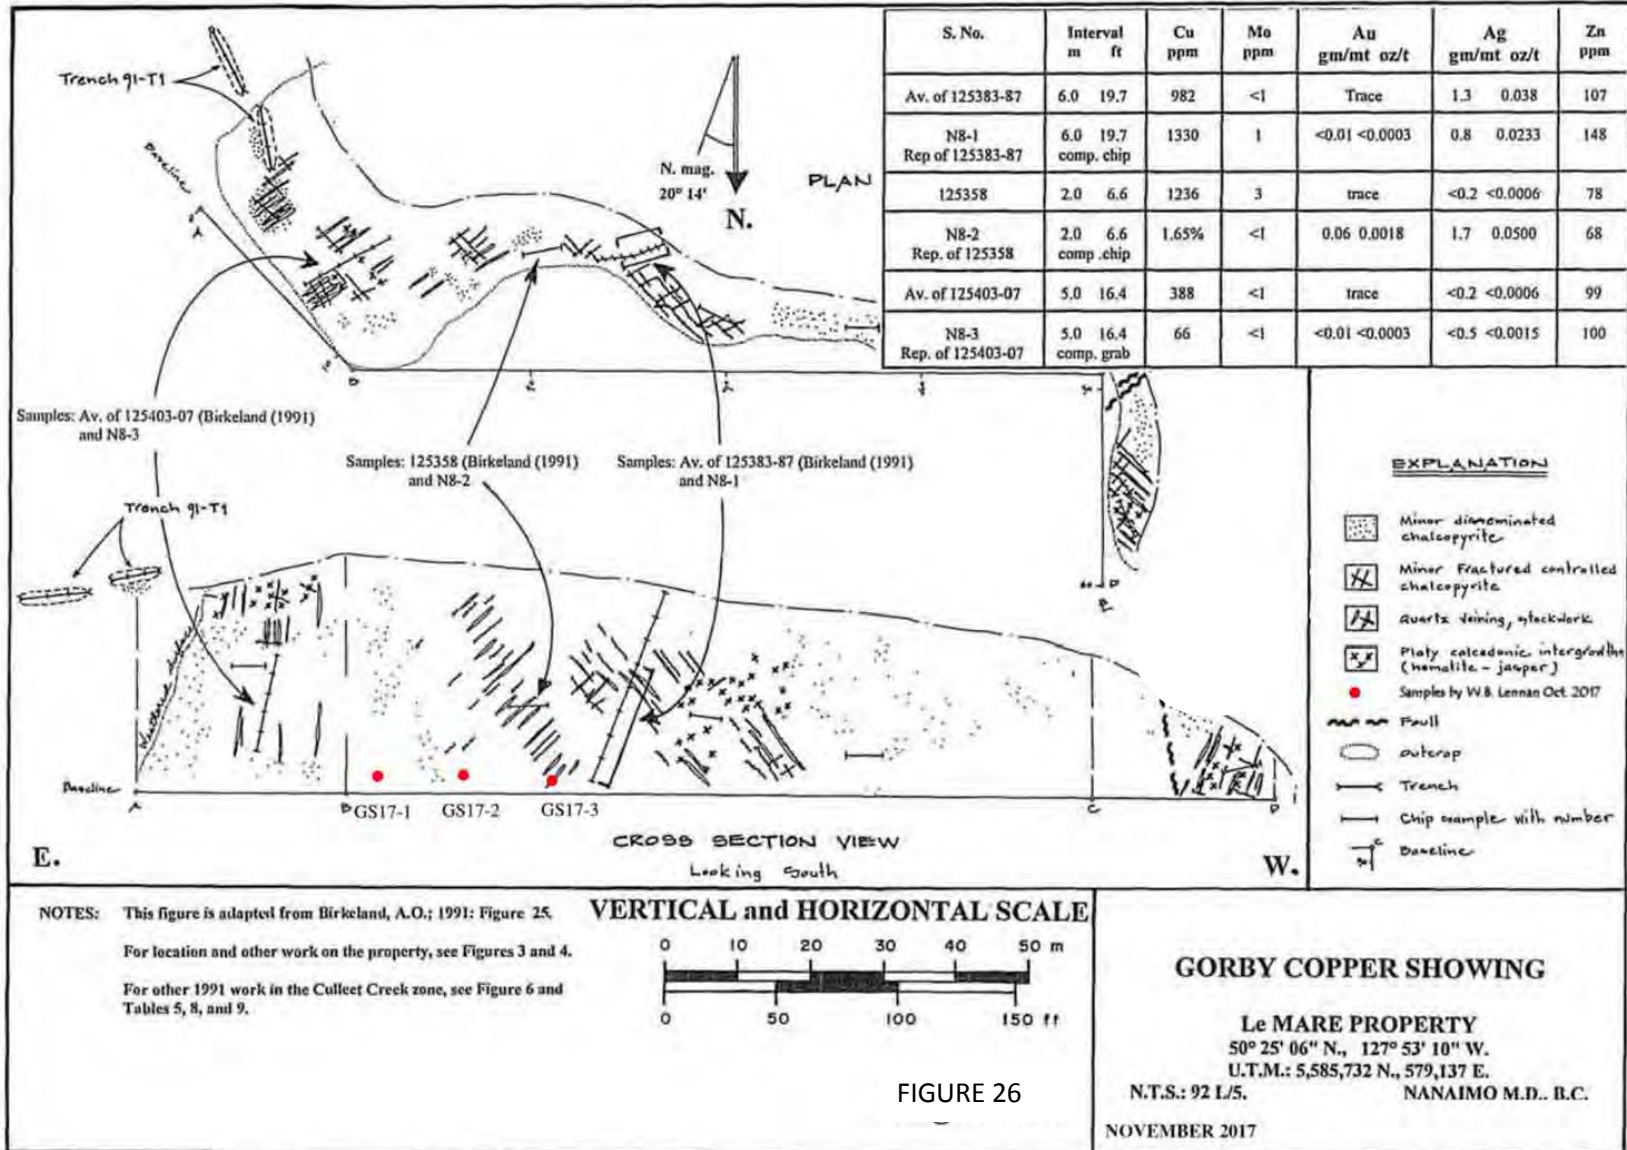 S. No. Interval Cu Mo Au Ag Zn
m ft ppm ppm gm/mt oz/t gm/mt oz/t ppm
Av. of 125383-87 6.0 19.7 982 <1 Trace 1.3 0.038 107
N8-1 6.0 19.7 1330 1 <0.01 <0.0003 0.8 0.0233 148
Rep of 125383-87 comp. chip
125358 2.0 6.6 1236 3 trace <0.2 <0.0006 78
N8-2 2.0 6.6 1.65% <1 0.06 0.0018 1.7 0.0500 68
Rep. of 125358 comp .chip
Av. of 125403-07 5.0 16.4 388 <1 trace <0.2 <0.0006 99
N8-3 5.0 16.4 66 <1 <0.01 <0.0003 <0.5 <0.0015 100
Rep. of 125403-07 comp. grab
Trench 91-T1
Baseline
A
N. mag.
20° 14'
N.
PLAN
B
Samples: Av. of 125403-07 (Birkeland (1991)
and N8-3
Samples: 125358 (Birkeland (1991)
and N8-2
Samples: Av. of 125383-87 (Birkeland (1991)
and N8-1
Trench 91-T1
D
Baseline
A
B
C
D
GS17-1
GS17-2
GS17-3
CROSS SECTION VIEW
Looking South
E.
W.
EXPLANATION
Minor disseminated
chalcopyrite
Minor Fractured controlled
chalcopyrite
Quartz veining, stockwork
Platy calcedonic intergrowths
(hematite - jasper)
Samples by W.B. Lennan Oct. 2017
Fault
outcrop
Trench
Chip sample with number
Baseline
NOTES: This figure is adapted from Birkeland, A.O.; 1991: Figure 25.
For location and other work on the property, see Figures 3 and 4.
For other 1991 work in the Culleet Creek zone, see Figure 6 and
Tables 5, 8, and 9.
VERTICAL and HORIZONTAL SCALE
0 10 20 30 40 50 m
0 50 100 150 ft
FIGURE 26
GORBY COPPER SHOWING
Le MARE PROPERTY
50° 25' 06" N., 127° 53' 10" W.
U.T.M.: 5,585,732 N., 579,137 E.
N.T.S.: 92 L/5. NANAIMO M.D.. B.C.
NOVEMBER 2017